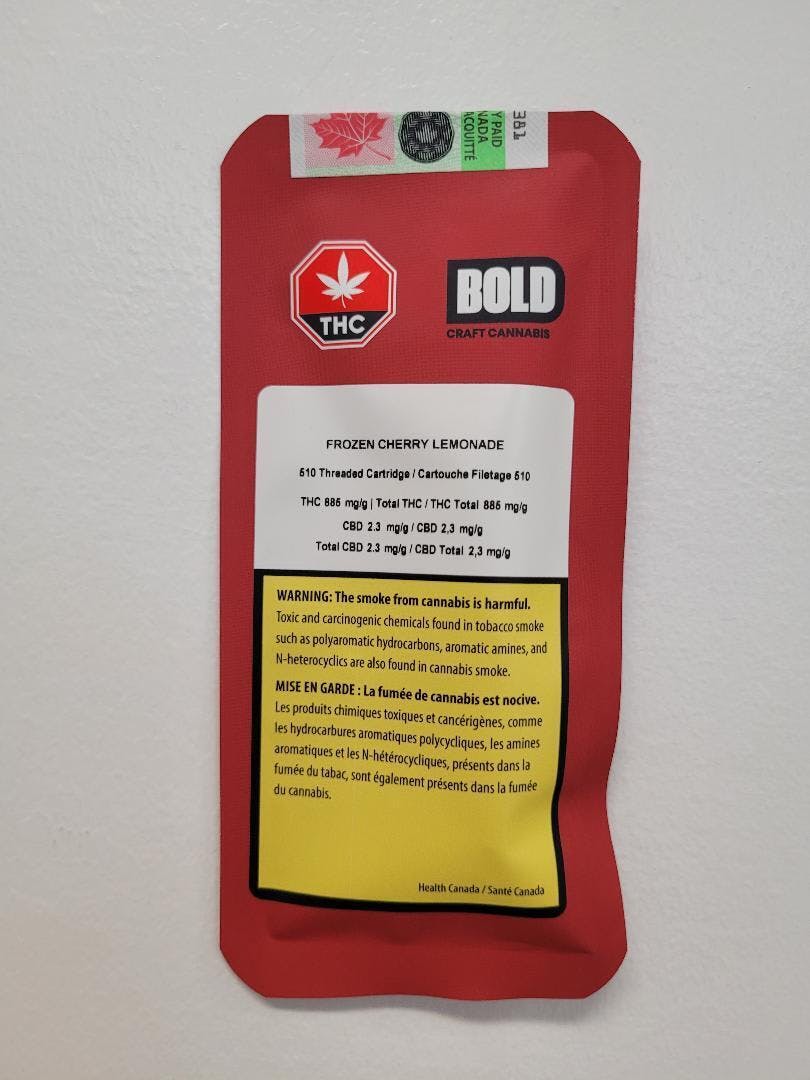 Y PAID
NADA
ACQUITTÉ
381
THC
BOLD
CRAFT CANNABIS
FROZEN CHERRY LEMONADE
510 Threaded Cartridge / Cartouche Filetage 510
THC 885 mg/g | Total THC / THC Total 885 mg/g
CBD 2.3 mg/g / CBD 2,3 mg/g
Total CBD 2.3 mg/g / CBD Total 2,3 mg/g
WARNING: The smoke from cannabis is harmful.
Toxic and carcinogenic chemicals found in tobacco smoke
such as polyaromatic hydrocarbons, aromatic amines, and
N-heterocyclics are also found in cannabis smoke.
MISE EN GARDE : La fumée de cannabis est nocive.
Les produits chimiques toxiques et cancérigènes, comme
les hydrocarbures aromatiques polycycliques, les amines
aromatiques et les N-hétérocycliques, présents dans la
fumée du tabac, sont également présents dans la fumée
du cannabis.
Health Canada / Santé Canada